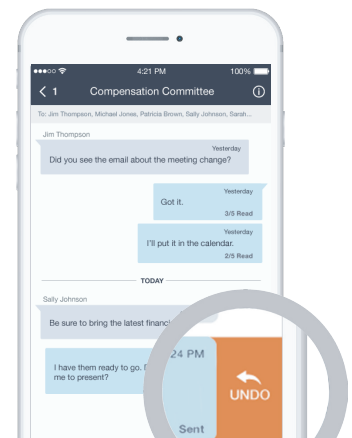 4:21 PM 100%
1 Compensation Committee
To: Jim Thompson, Michael Jones, Patricia Brown, Sally Johnson, Sarah...
Jim Thompson
Yesterday
Did you see the email about the meeting change?
Yesterday
Got it.
3/5 Read
Yesterday
I'll put it in the calendar.
2/5 Read
TODAY
Sally Johnson
Be sure to bring the latest financi
24 PM
I have them ready to go.
me to present?
UNDO
Sent